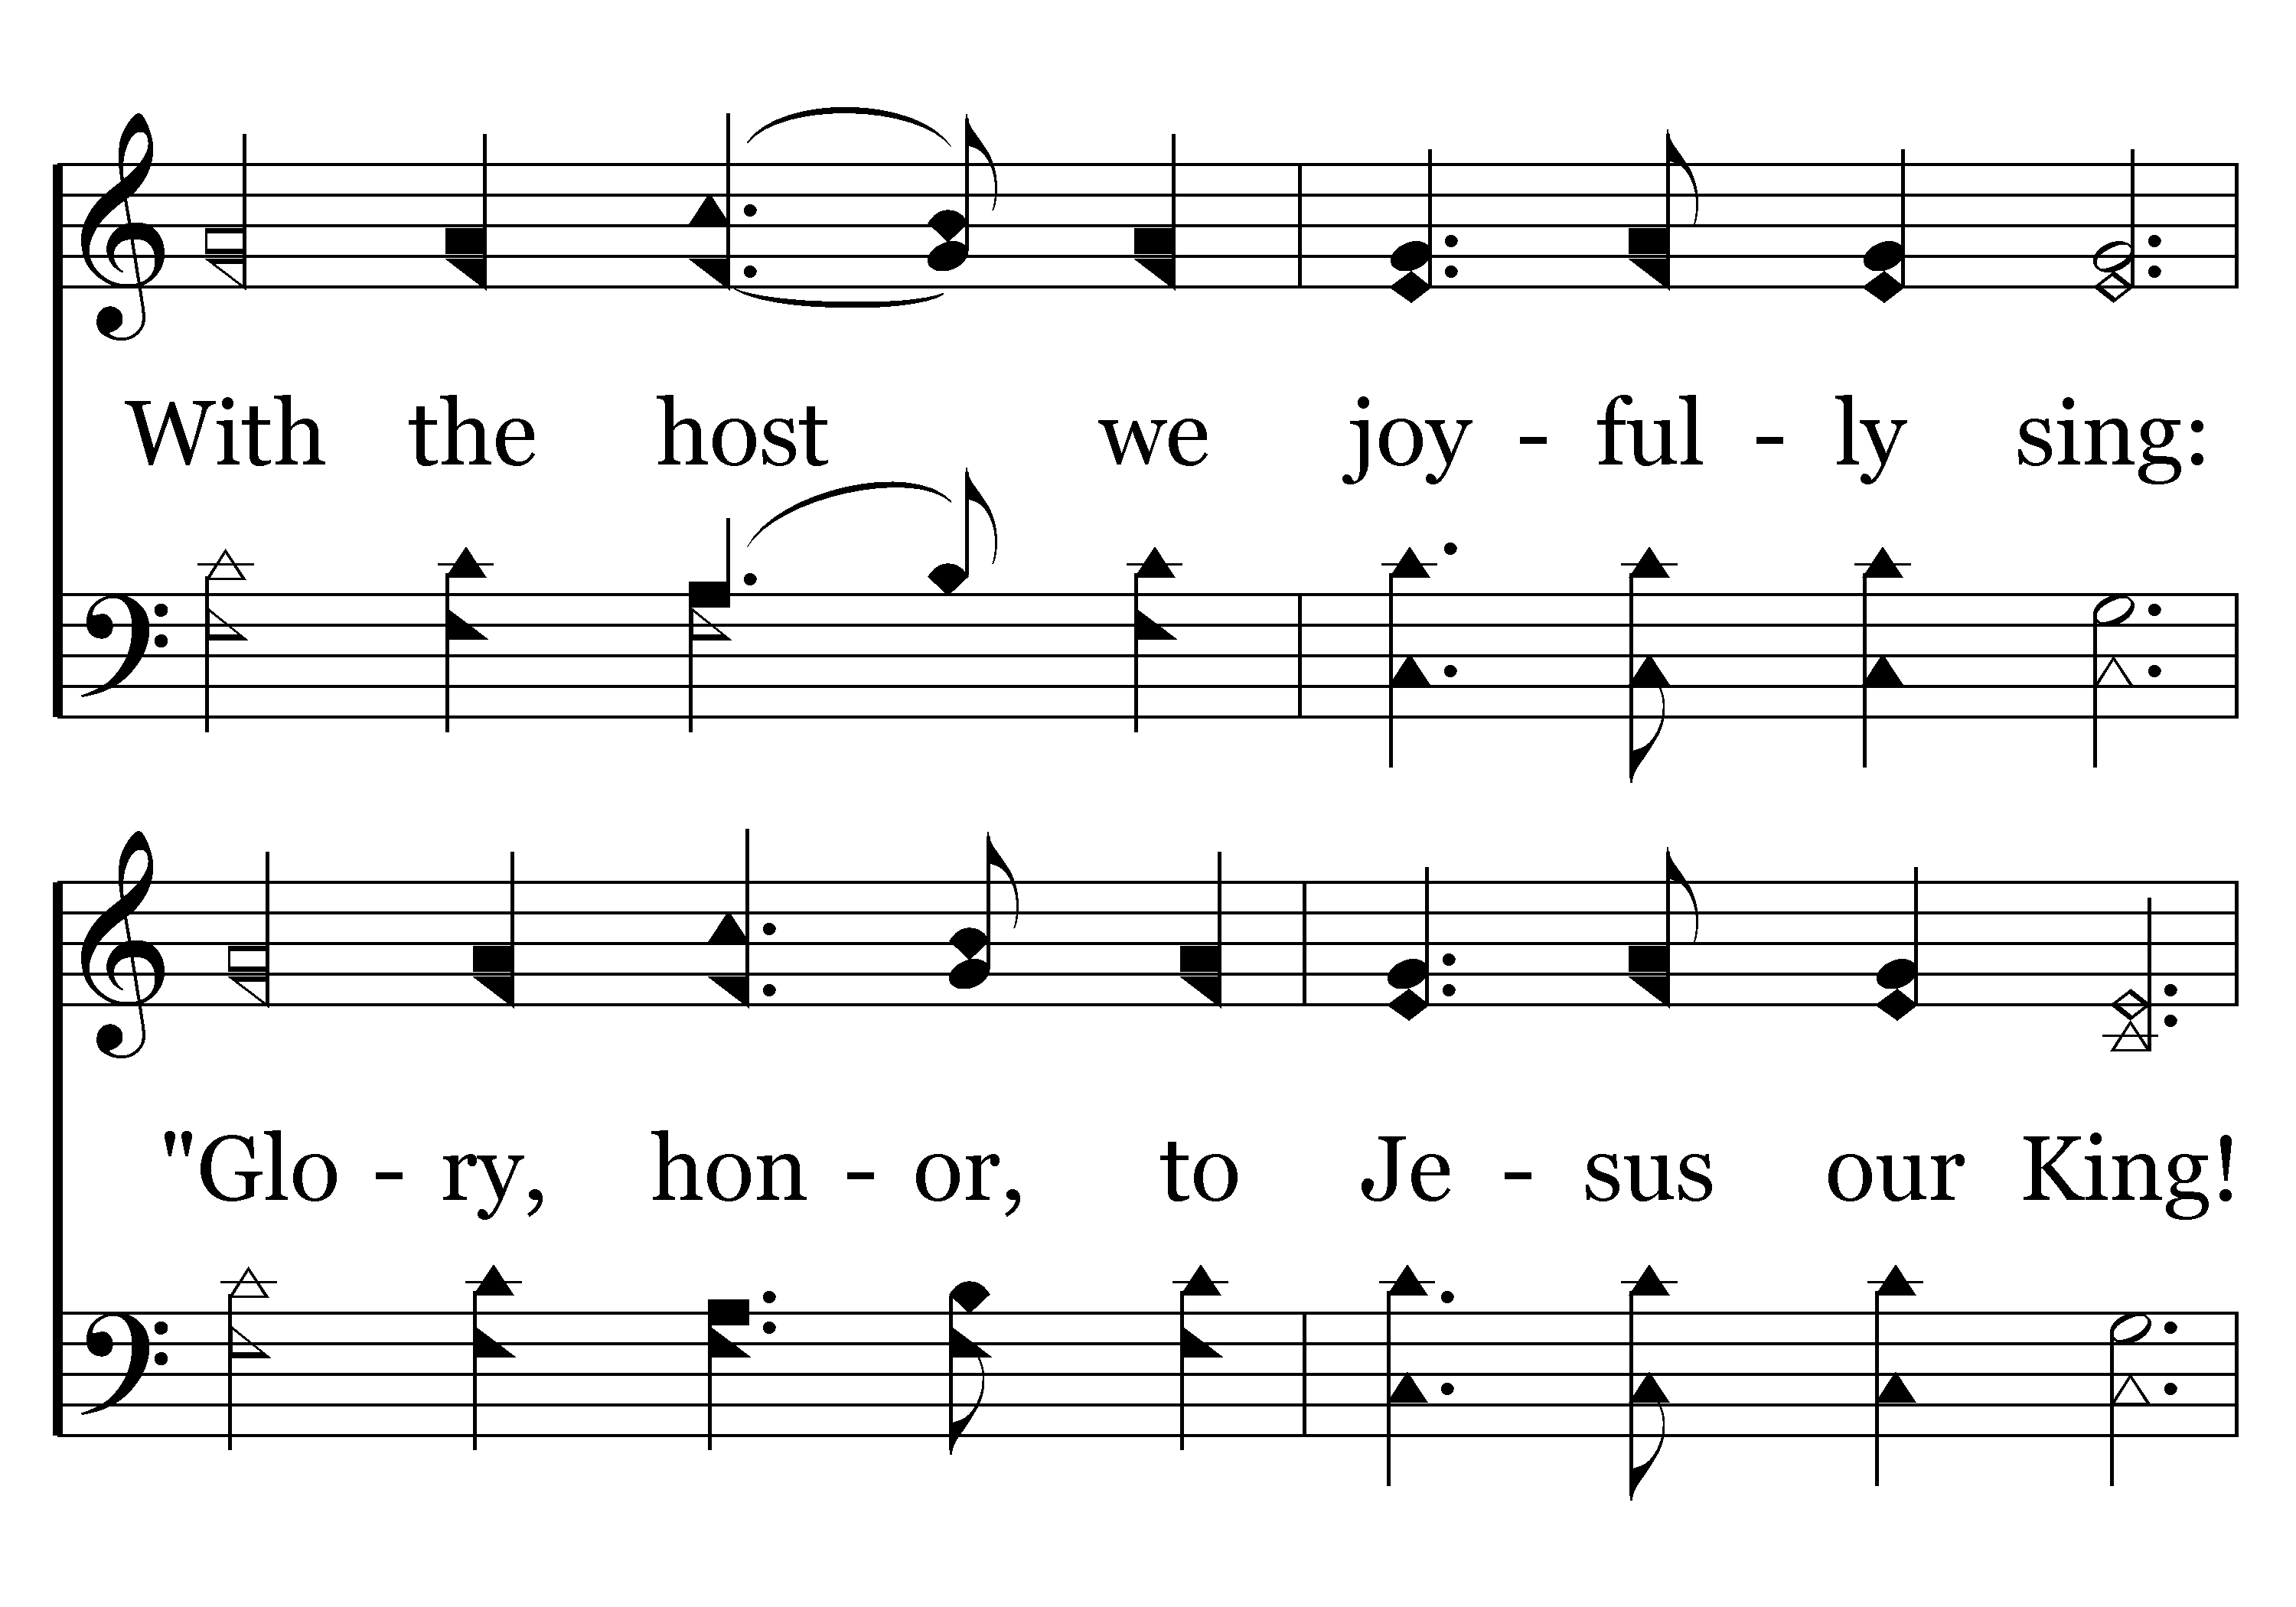 With the host we joy - ful - ly sing:
"Glo - ry, hon - or, to Je - sus our King!